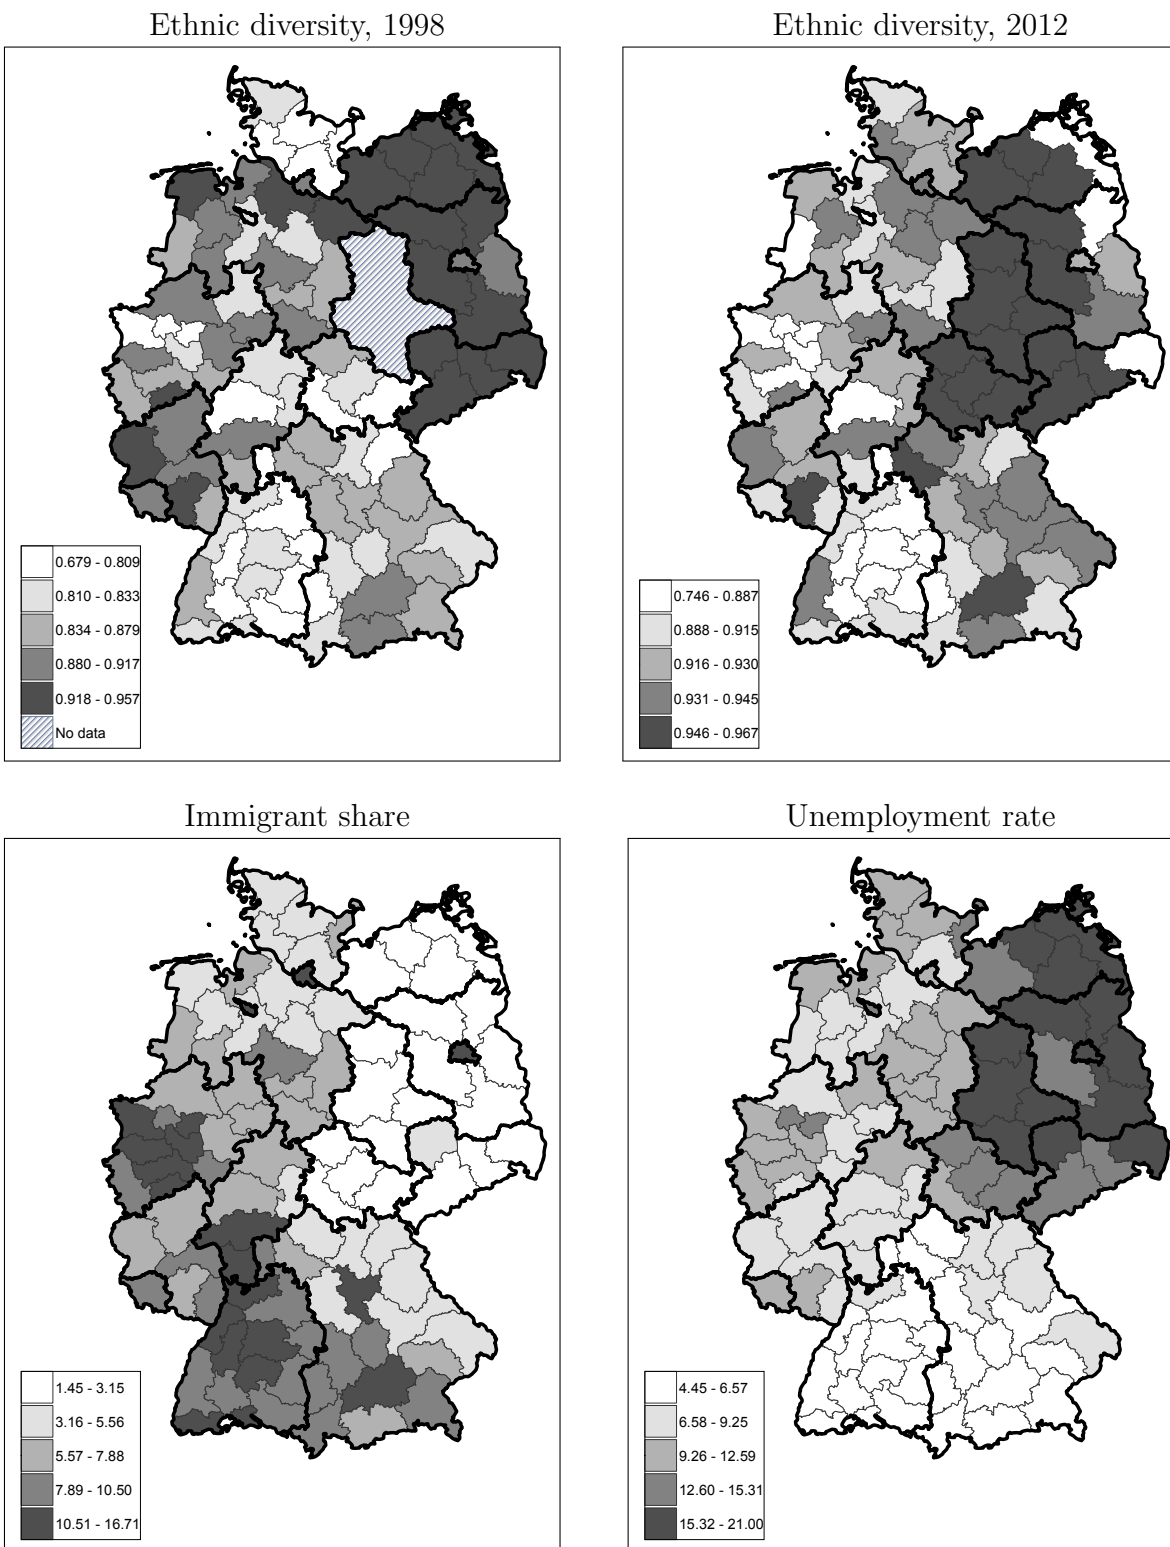 Ethnic diversity, 1998
0.679 - 0.809
0.810 - 0.833
0.834 - 0.879
0.880 - 0.917
0.918 - 0.957
No data
Ethnic diversity, 2012
0.746 - 0.887
0.888 - 0.915
0.916 - 0.930
0.931 - 0.945
0.946 - 0.967
Immigrant share
1.45 - 3.15
3.16 - 5.56
5.57 - 7.88
7.89 - 10.50
10.51 - 16.71
Unemployment rate
4.45 - 6.57
6.58 - 9.25
9.26 - 12.59
12.60 - 15.31
15.32 - 21.00